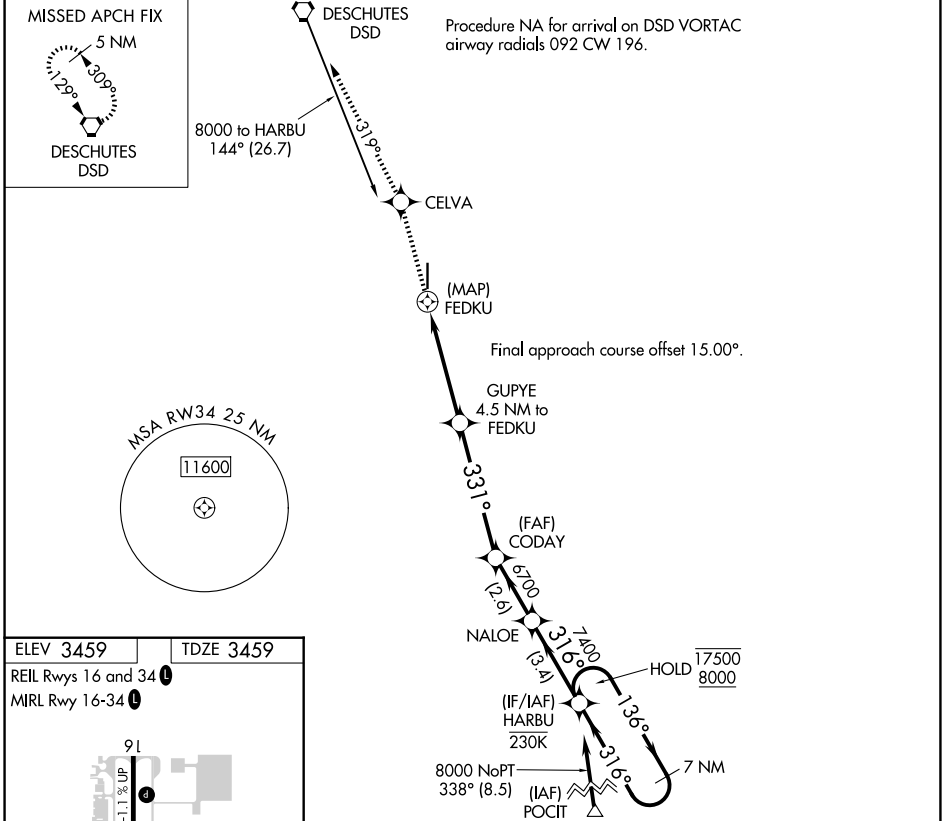 MISSED APCH FIX
5 NM
309°
129°
DESCHUTES
DSD
DESCHUTES
DSD
Procedure NA for arrival on DSD VORTAC
airway radials 092 CW 196.
8000 to HARBU
144° (26.7)
319°
CELVA
(MAP)
FEDKU
Final approach course offset 15.00°.
GUPYE
4.5 NM to
FEDKU
MSA RW34 25 NM
11600
331°
(FAF)
CODAY
6700
(2.6)
NALOE
316°
7400
(3.4)
HOLD
17500
8000
(IF/IAF)
HARBU
230K
136°
316°
7 NM
8000 NoPT
338° (8.5)
(IAF)
POCIT
ELEV 3459
TDZE 3459
REIL Rwys 16 and 34 L
MIRL Rwy 16-34 L
16
1.1 % UP
P